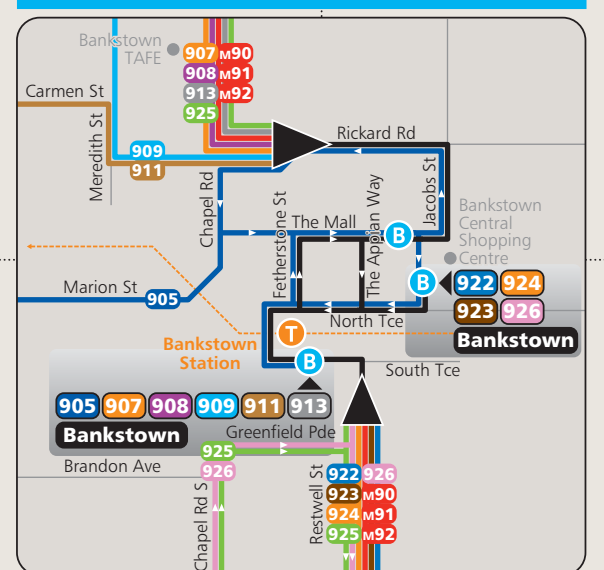 Bankstown
TAFE
907 M90
908 M91
913 M92
925
Carmen St
Meredith St
909
911
Rickard Rd
Chapel Rd
Fetherstone St
The Mall
The Appian Way
Jacobs St
B
Bankstown
Central
Shopping
Centre
B
922 924
923 926
Bankstown
Marion St
905
North Tce
T
Bankstown
Station
B
South Tce
905 907 908 909 911 913
Bankstown
Greenfield Pde
925
926
Brandon Ave
Chapel Rd S
Restwell St
922 926
923 M90
924 M91
925 M92